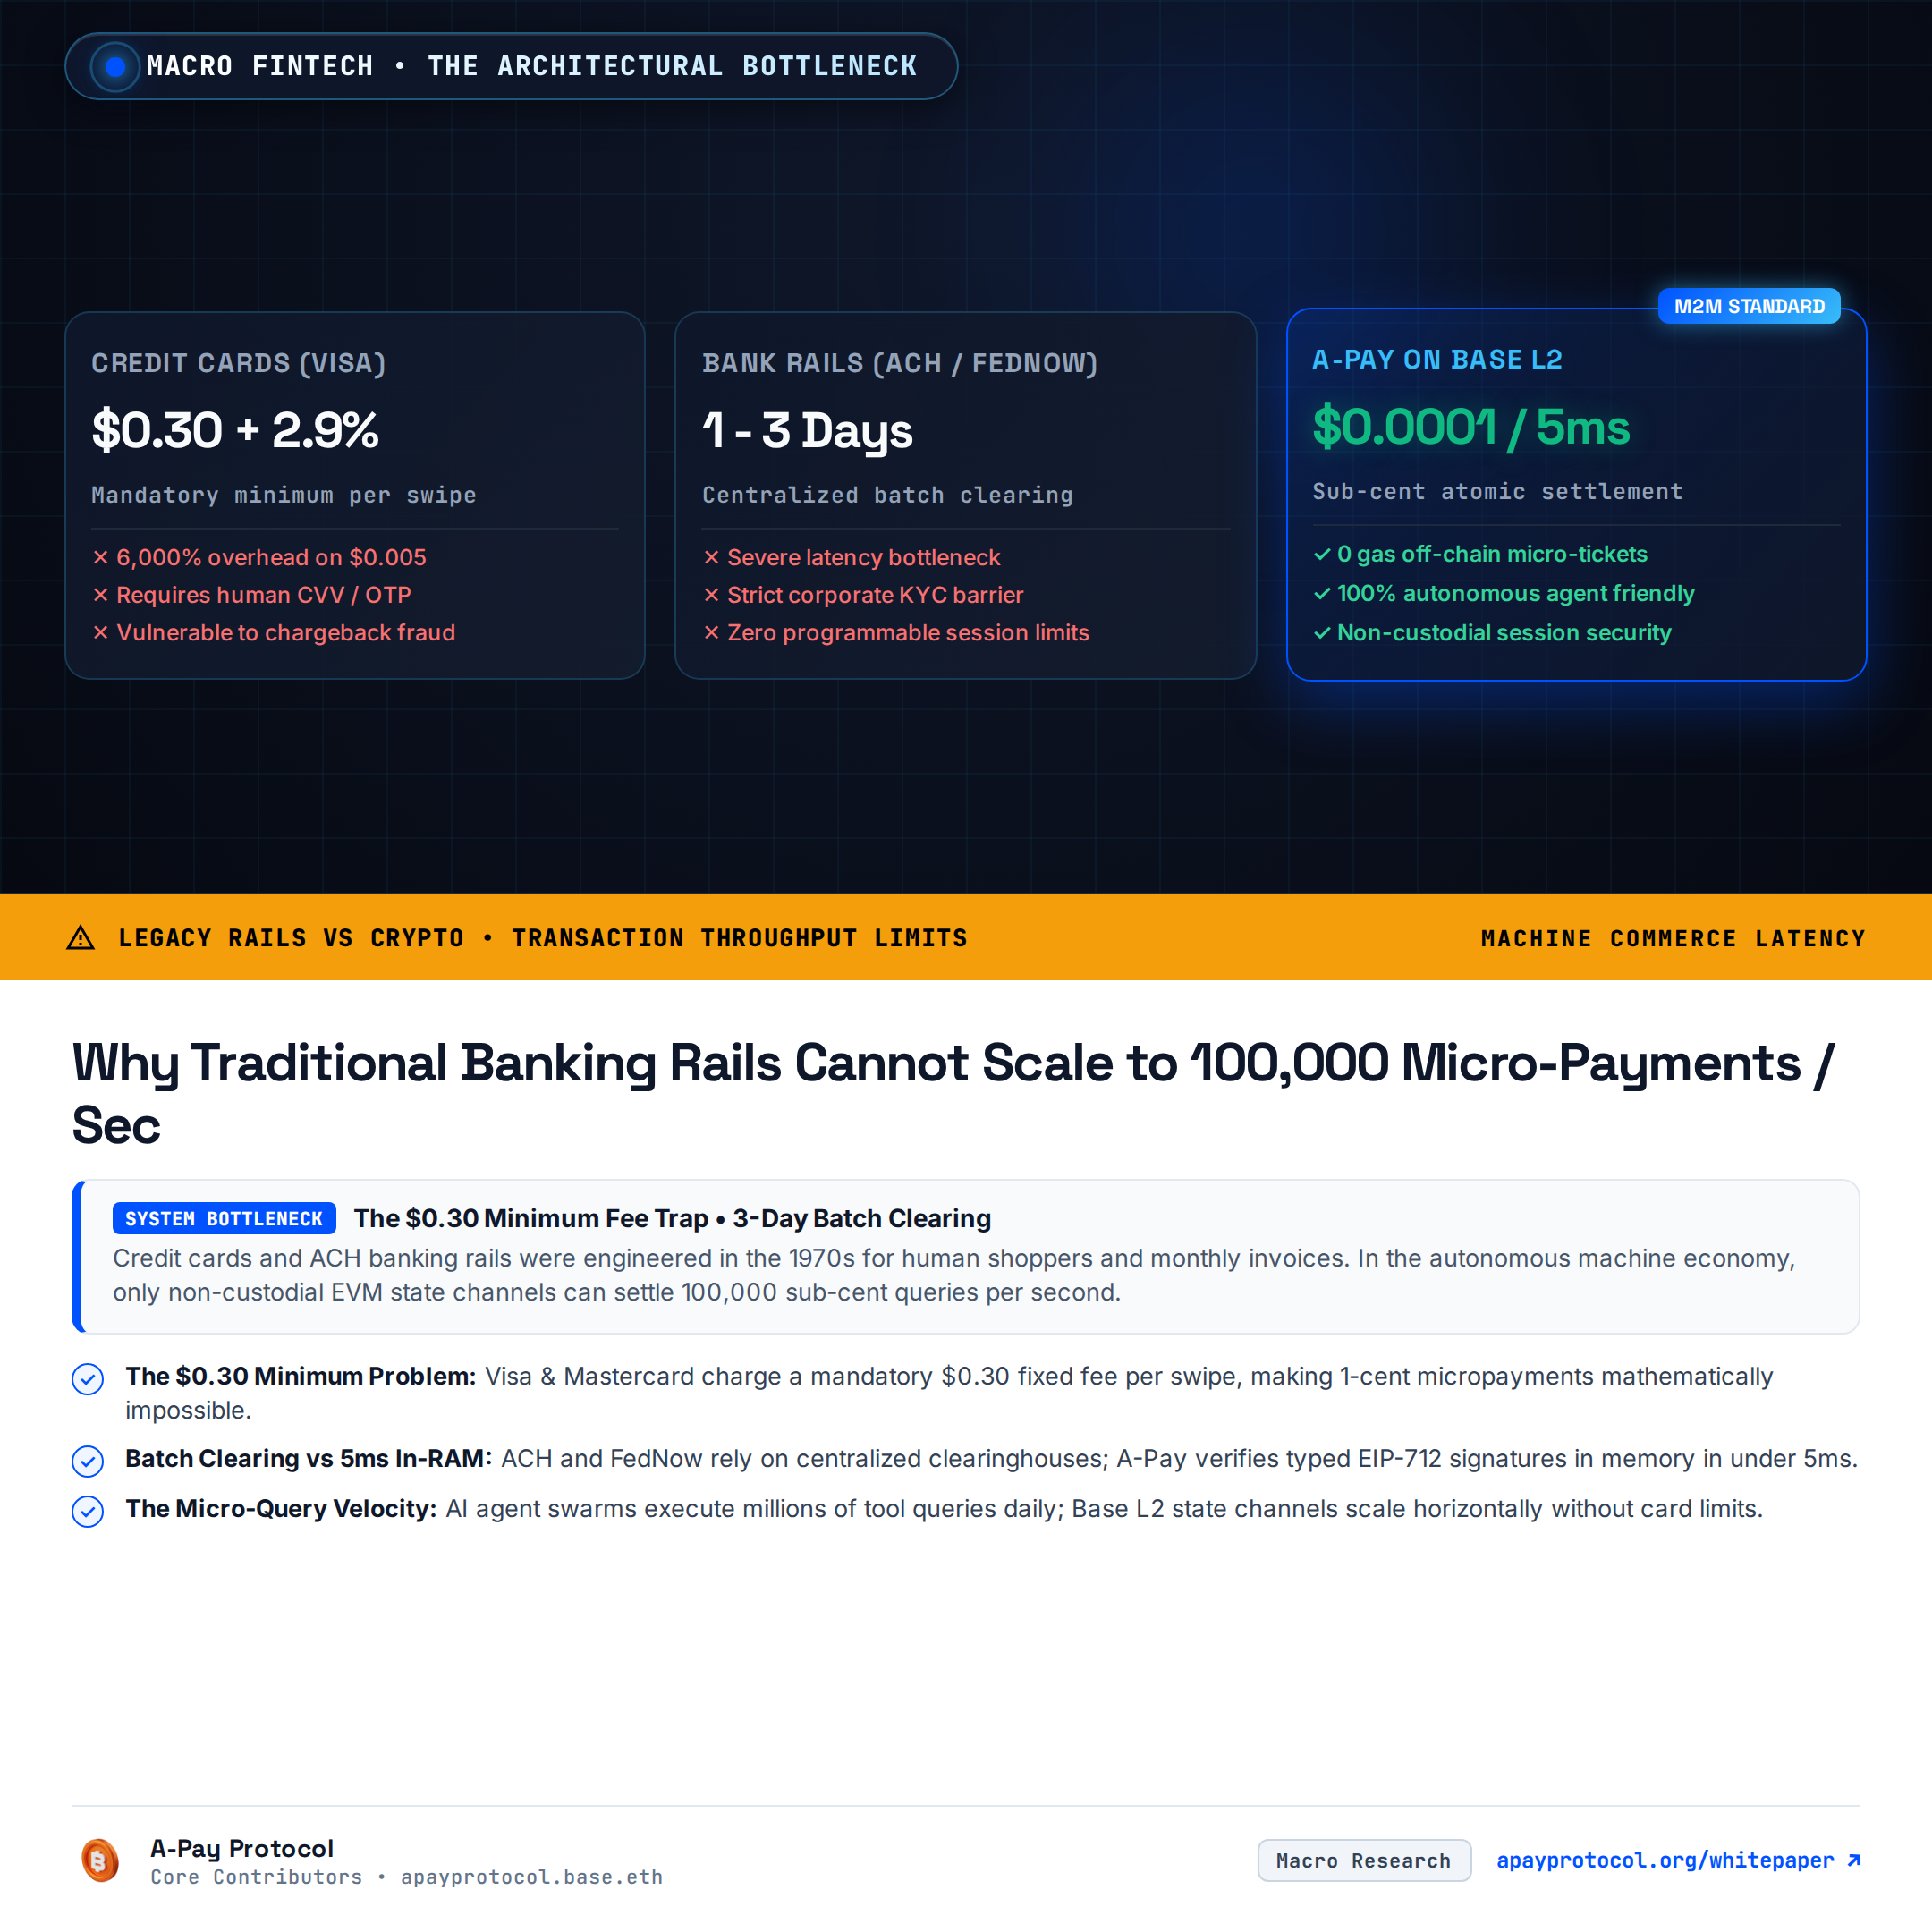 MACRO FINTECH • THE ARCHITECTURAL BOTTLENECK
CREDIT CARDS (VISA)
$0.30 + 2.9%
Mandatory minimum per swipe
✕ 6,000% overhead on $0.005
✕ Requires human CVV / OTP
✕ Vulnerable to chargeback fraud
BANK RAILS (ACH / FEDNOW)
1 - 3 Days
Centralized batch clearing
✕ Severe latency bottleneck
✕ Strict corporate KYC barrier
✕ Zero programmable session limits
M2M STANDARD
A-PAY ON BASE L2
$0.0001 / 5ms
Sub-cent atomic settlement
✓ 0 gas off-chain micro-tickets
✓ 100% autonomous agent friendly
✓ Non-custodial session security
⚠ LEGACY RAILS VS CRYPTO • TRANSACTION THROUGHPUT LIMITS
MACHINE COMMERCE LATENCY
Why Traditional Banking Rails Cannot Scale to 100,000 Micro-Payments /
Sec
SYSTEM BOTTLENECK The $0.30 Minimum Fee Trap • 3-Day Batch Clearing
Credit cards and ACH banking rails were engineered in the 1970s for human shoppers and monthly invoices. In the autonomous machine economy,
only non-custodial EVM state channels can settle 100,000 sub-cent queries per second.
The $0.30 Minimum Problem: Visa & Mastercard charge a mandatory $0.30 fixed fee per swipe, making 1-cent micropayments mathematically
impossible.
Batch Clearing vs 5ms In-RAM: ACH and FedNow rely on centralized clearinghouses; A-Pay verifies typed EIP-712 signatures in memory in under 5ms.
The Micro-Query Velocity: AI agent swarms execute millions of tool queries daily; Base L2 state channels scale horizontally without card limits.
A-Pay Protocol
Core Contributors • apayprotocol.base.eth
Macro Research
apayprotocol.org/whitepaper ↗